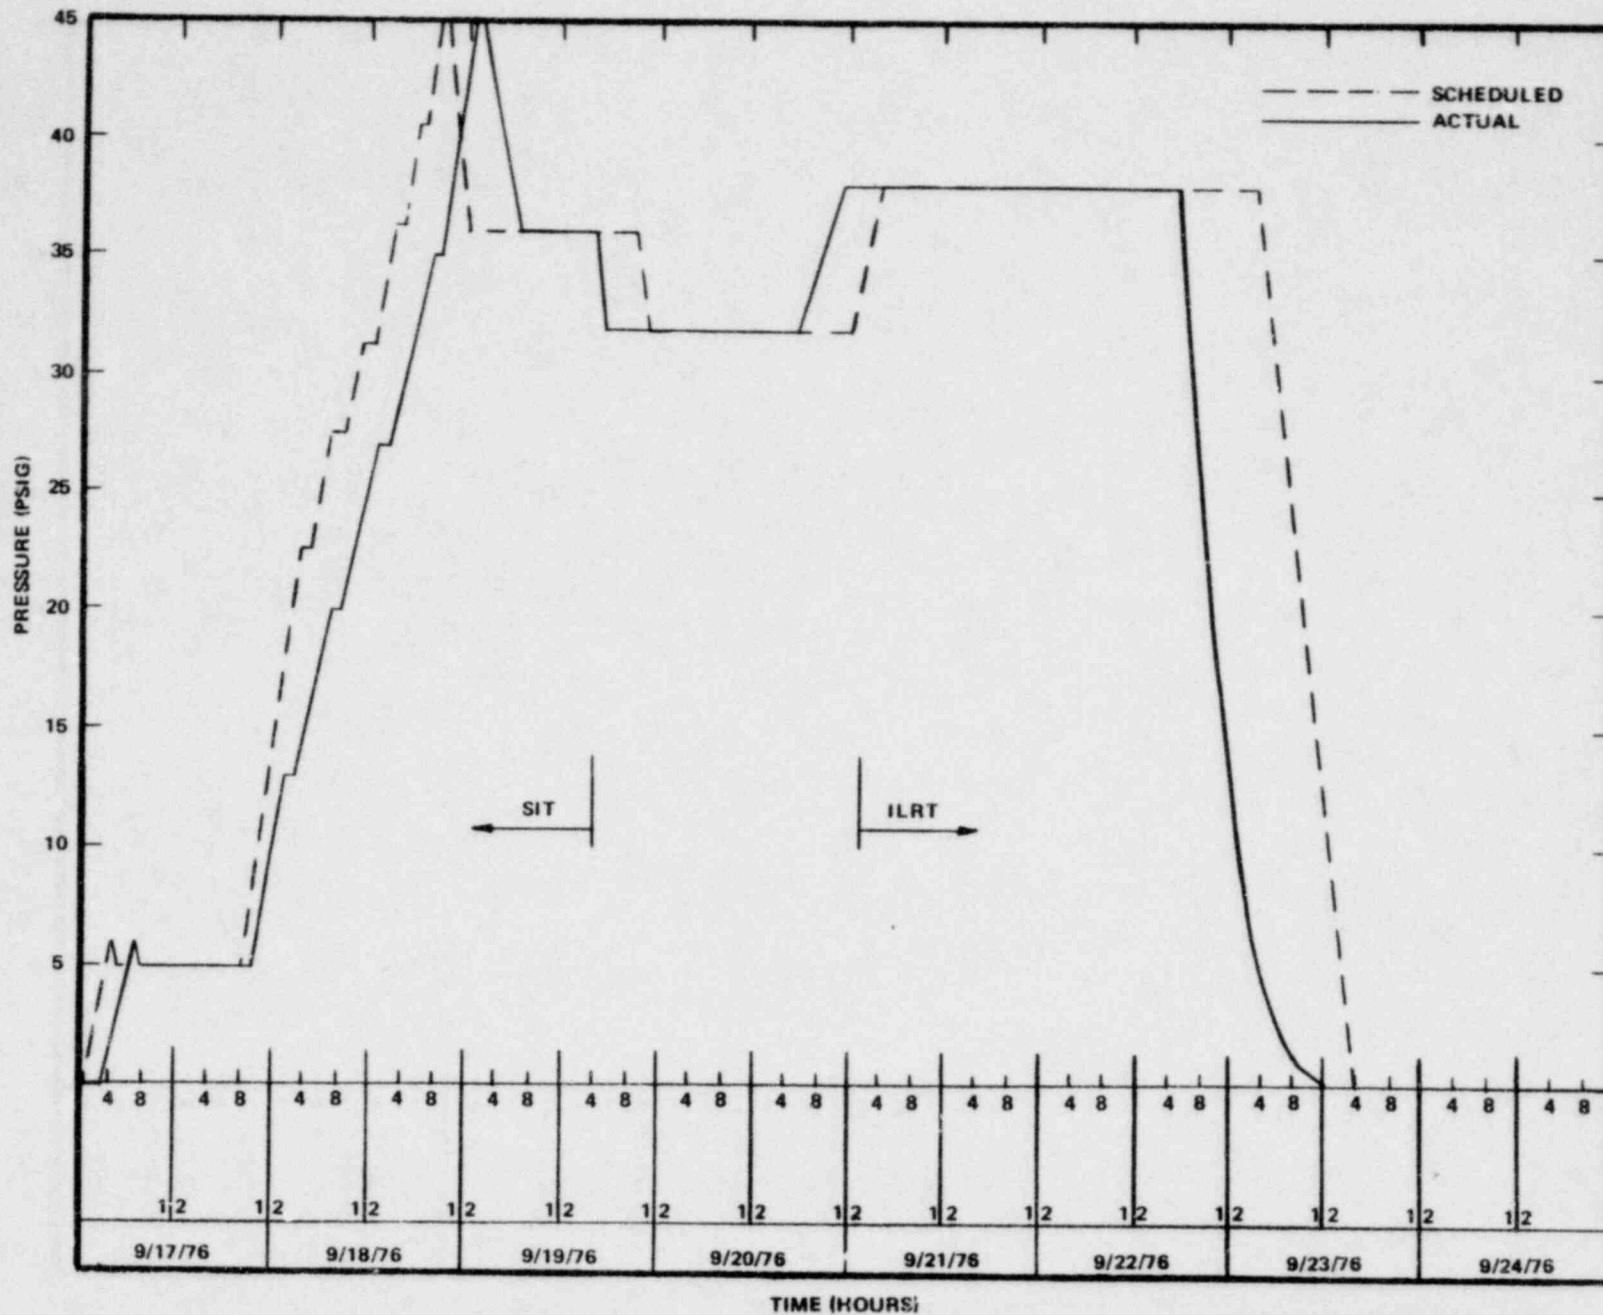 45
40
35
30
25
20
15
10
5
PRESSURE (PSIG)
SCHEDULED
ACTUAL
SIT
ILRT
4 8 4 8 4 8 4 8 4 8 4 8 4 8 4 8 4 8 4 8 4 8 4 8 4 8 4 8 4 8 4 8
12 12 12 12 12 12 12 12 12 12 12 12 12 12 12
9/17/76 9/18/76 9/19/76 9/20/76 9/21/76 9/22/76 9/23/76 9/24/76
TIME (HOURS)